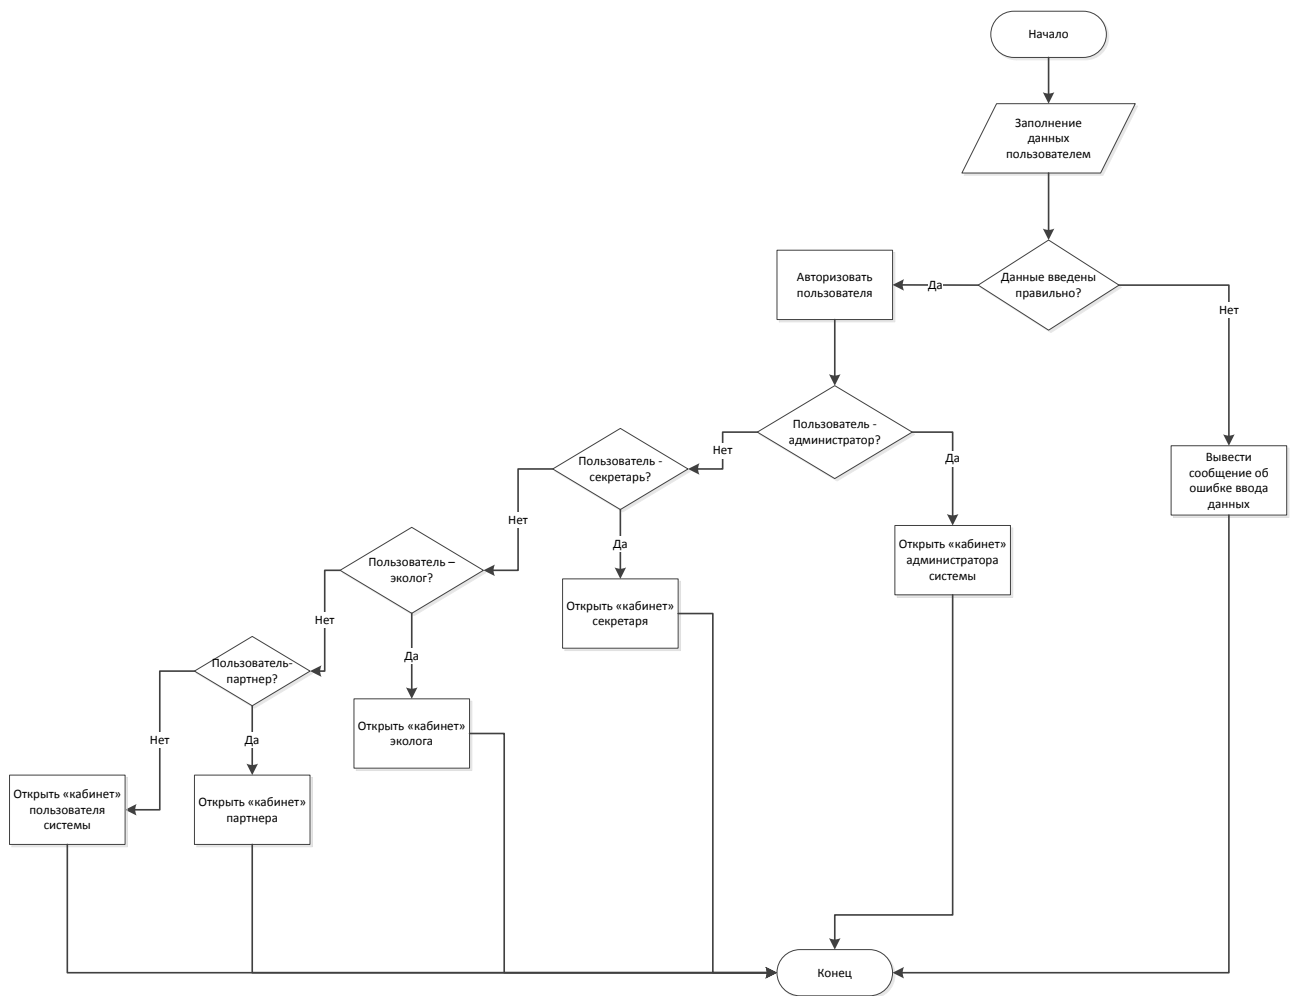 Начало
Заполнение
данных
пользователем
Данные введены
правильно?
Да
Нет
Авторизовать
пользователя
Пользователь -
администратор?
Нет
Да
Вывести
сообщение об
ошибке ввода
данных
Пользователь -
секретарь?
Нет
Да
Открыть «кабинет»
администратора
системы
Пользователь –
эколог?
Нет
Да
Открыть «кабинет»
секретаря
Пользователь-
партнер?
Нет
Да
Открыть «кабинет»
эколога
Открыть «кабинет»
пользователя
системы
Открыть «кабинет»
партнера
Конец